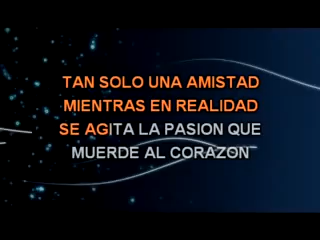 TAN SOLO UNA AMISTAD
MIENTRAS EN REALIDAD
SE AGITA LA PASION QUE
MUERDE AL CORAZON